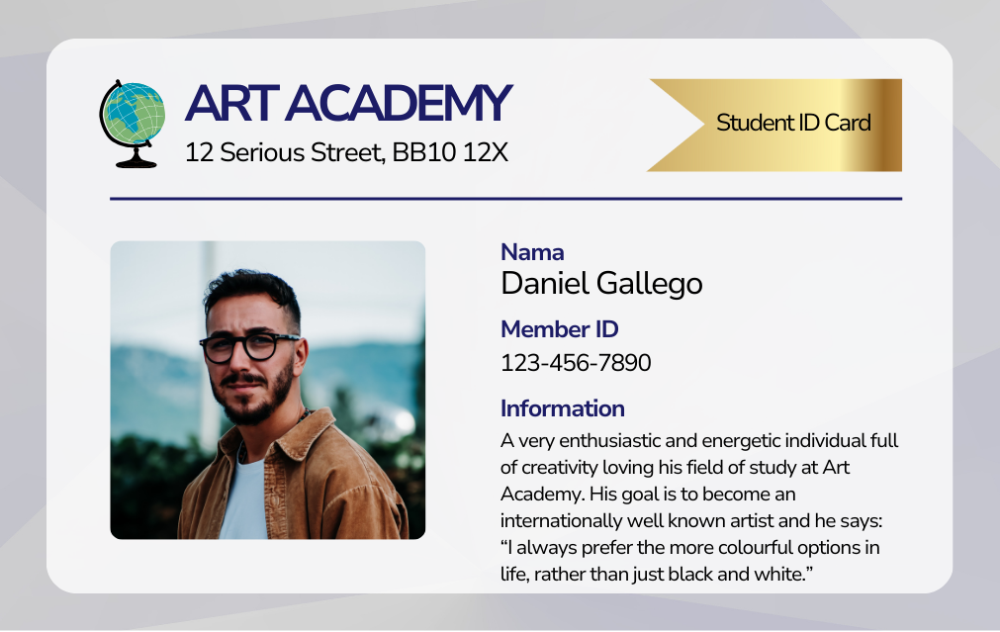 ART ACADEMY
12 Serious Street, BB10 12X
Student ID Card
Nama
Daniel Gallego
Member ID
123-456-7890
Information
A very enthusiastic and energetic individual full
of creativity loving his field of study at Art
Academy. His goal is to become an
internationally well known artist and he says:
“I always prefer the more colourful options in
life, rather than just black and white.”